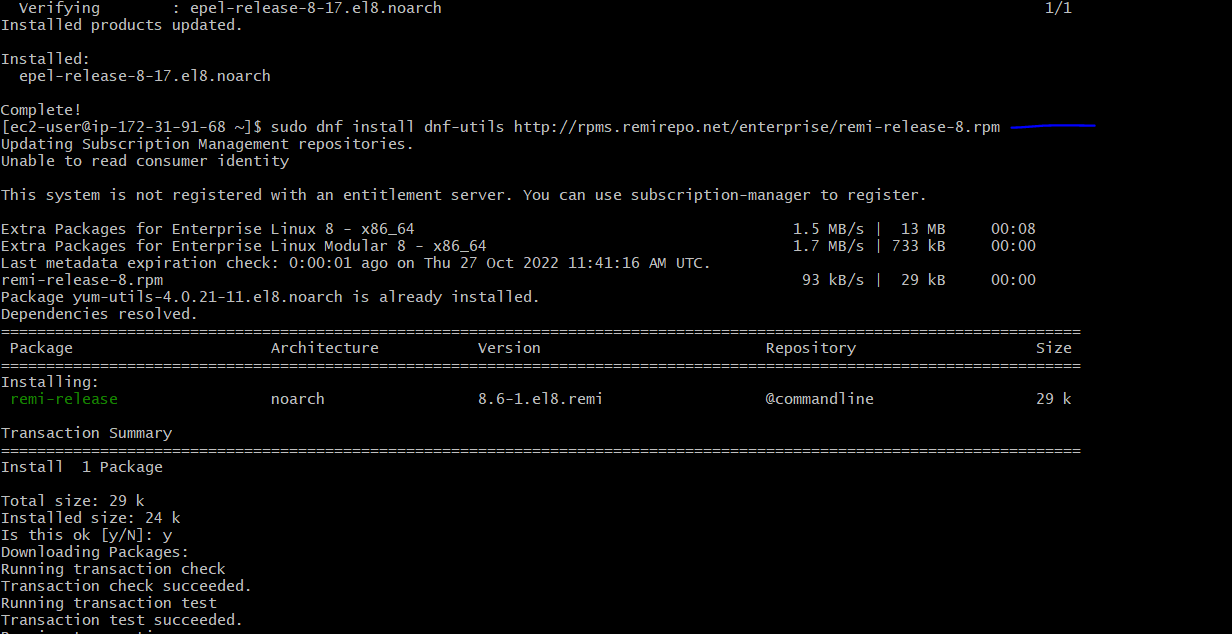 Verifying : epel-release-8-17.el8.noarch 1/1
Installed products updated.
Installed:
epel-release-8-17.el8.noarch
Complete!
[ec2-user@ip-172-31-91-68 ~]$ sudo dnf install dnf-utils http://rpms.remirepo.net/enterprise/remi-release-8.rpm
Updating Subscription Management repositories.
Unable to read consumer identity
This system is not registered with an entitlement server. You can use subscription-manager to register.
Extra Packages for Enterprise Linux 8 - x86_64 1.5 MB/s | 13 MB 00:08
Extra Packages for Enterprise Linux Modular 8 - x86_64 1.7 MB/s | 733 kB 00:00
Last metadata expiration check: 0:00:01 ago on Thu 27 Oct 2022 11:41:16 AM UTC.
remi-release-8.rpm 93 kB/s | 29 kB 00:00
Package yum-utils-4.0.21-11.el8.noarch is already installed.
Dependencies resolved.
================================================================================
Package Architecture Version Repository Size
================================================================================
Installing:
remi-release noarch 8.6-1.el8.remi @commandline 29 k
Transaction Summary
================================================================================
Install 1 Package
Total size: 29 k
Installed size: 24 k
Is this ok [y/N]: y
Downloading Packages:
Running transaction check
Transaction check succeeded.
Running transaction test
Transaction test succeeded.